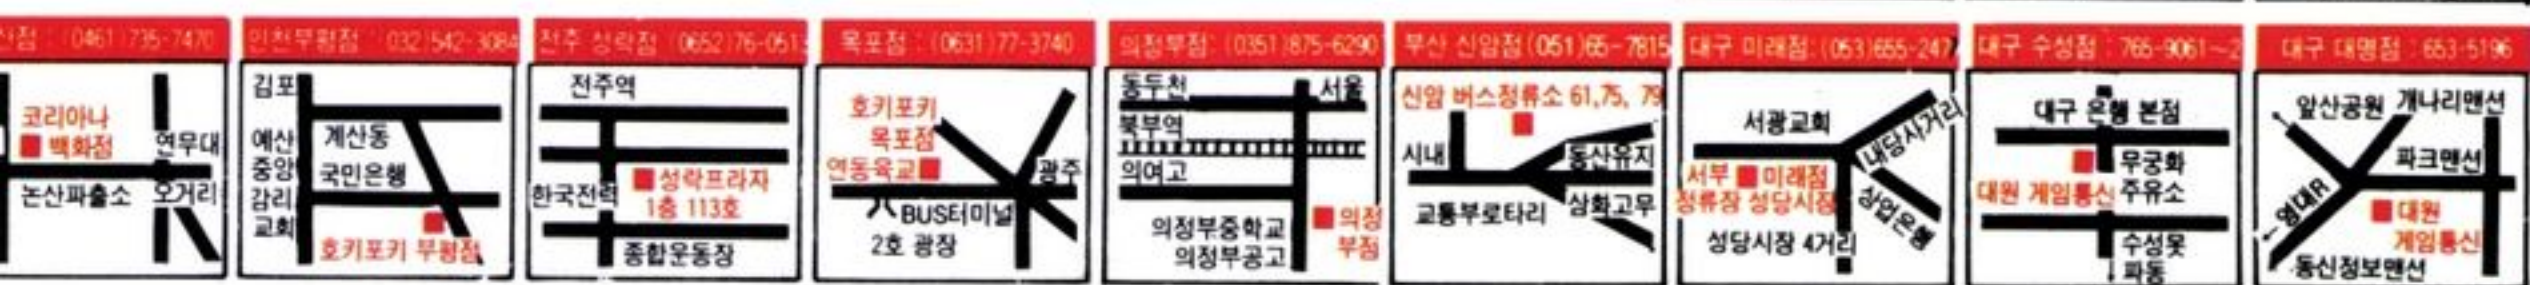 산점 : (0461)735-7470
코리아나
백화점
연무대
논산파출소 오거리
인천부평점 : 032)542-3084
김포
예산
중앙
감리
교회
계산동
국민은행
호키포키 부평점
전주 성락점 (0652)76-051
전주역
한국전력
성락프라자
1층 113호
종합운동장
목포점 : (0631)77-3740
호키포키
목포점
연동육교
광주
BUS터미널
2호 광장
의정부점: (0351)875-6290
동두천 서울
북부역
의여고
의정부중학교
의정부공고
의정
부점
부산 신암점(051)65-7815
신암 버스정류소 61,75, 79
시내
동산유지
삼화고무
교통부로타리
대구 미래점: (053)655-247
서광교회
내당사거리
서부 미래점
정류장 성당시장
상업은행
성당시장 4거리
대구 수성점 : 765-9061~2
대구 은행 본점
무궁화
주유소
대원 게임통신
수성못
파동
대구 대명점 : 653-5196
앞산공원 개나리맨션
파크맨션
영대R
대원
게임통신
동신정보맨션